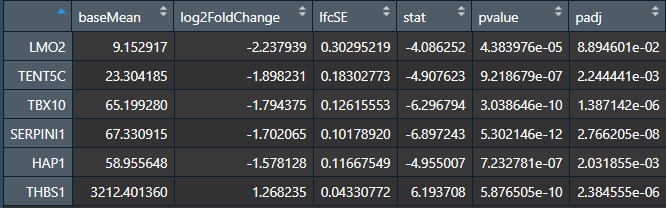 baseMean log2FoldChange lfcSE stat pvalue padj
LMO2 9.152917 -2.237939 0.30295219 -4.086252 4.383976e-05 8.894601e-02
TENT5C 23.304185 -1.898231 0.18302773 -4.907623 9.218679e-07 2.244441e-03
TBX10 65.199280 -1.794375 0.12615553 -6.296794 3.038646e-10 1.387142e-06
SERPINI1 67.330915 -1.702065 0.10178920 -6.897243 5.302146e-12 2.766205e-08
HAP1 58.955648 -1.578128 0.11667549 -4.955007 7.232781e-07 2.031855e-03
THBS1 3212.401360 1.268235 0.04330772 6.193708 5.876505e-10 2.384555e-06